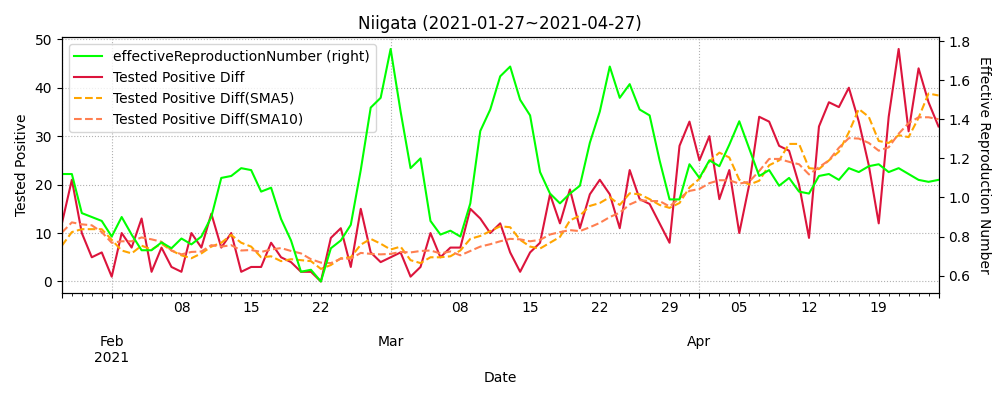 Niigata (2021-01-27~2021-04-27)
effectiveReproductionNumber (right)
Tested Positive Diff
Tested Positive Diff(SMA5)
Tested Positive Diff(SMA10)
Tested Positive
50
40
30
20
10
0
1.8
1.6
1.4
1.2
1.0
0.8
0.6
Effective Reproduction Number
08 15 22 08 15 22 29 05 12 19
Feb Mar Apr
2021
Date